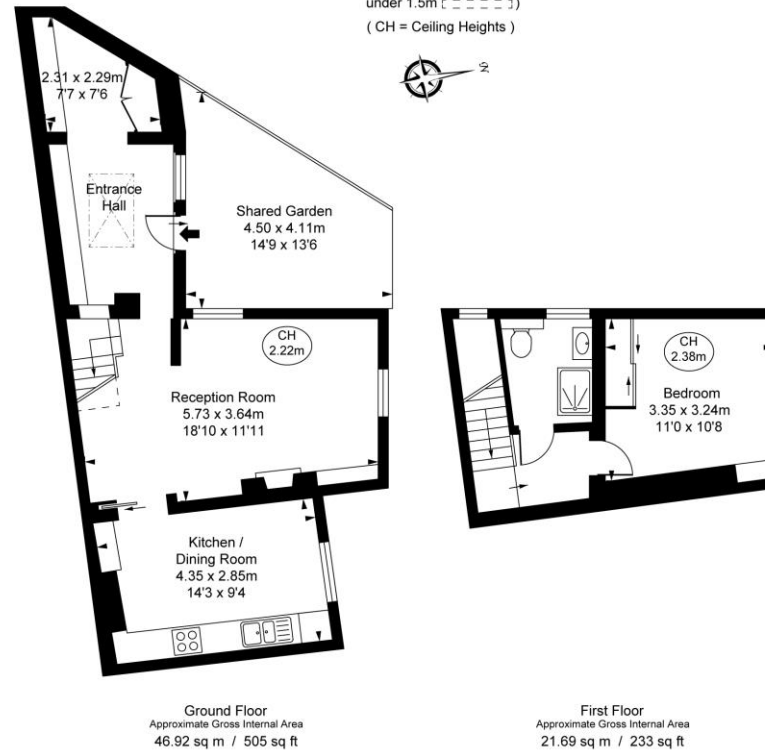 under 1.5m [ ] )
( CH = Ceiling Heights )
N
2.31 x 2.29m
7'7 x 7'6
Entrance
Hall
Shared Garden
4.50 x 4.11m
14'9 x 13'6
CH
2.22m
Reception Room
5.73 x 3.64m
18'10 x 11'11
Kitchen /
Dining Room
4.35 x 2.85m
14'3 x 9'4
CH
2.38m
Bedroom
3.35 x 3.24m
11'0 x 10'8
Ground Floor
Approximate Gross Internal Area
46.92 sq m / 505 sq ft
First Floor
Approximate Gross Internal Area
21.69 sq m / 233 sq ft